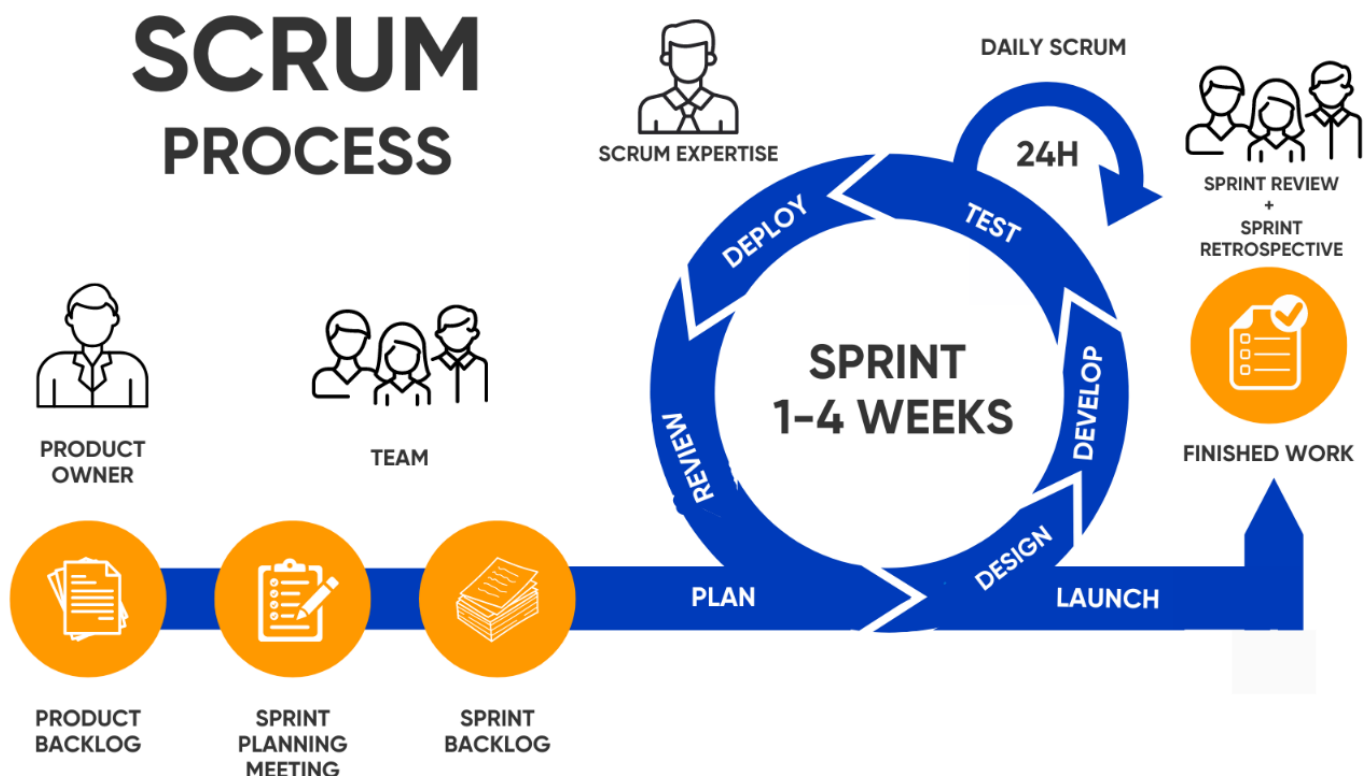 SCRUM
PROCESS
SCRUM EXPERTISE
DAILY SCRUM
24H
SPRINT REVIEW
+
SPRINT
RETROSPECTIVE
PRODUCT
OWNER
TEAM
DEPLOY
TEST
REVIEW
SPRINT
1-4 WEEKS
DEVELOP
FINISHED WORK
PLAN
DESIGN
LAUNCH
PRODUCT
BACKLOG
SPRINT
PLANNING
MEETING
SPRINT
BACKLOG